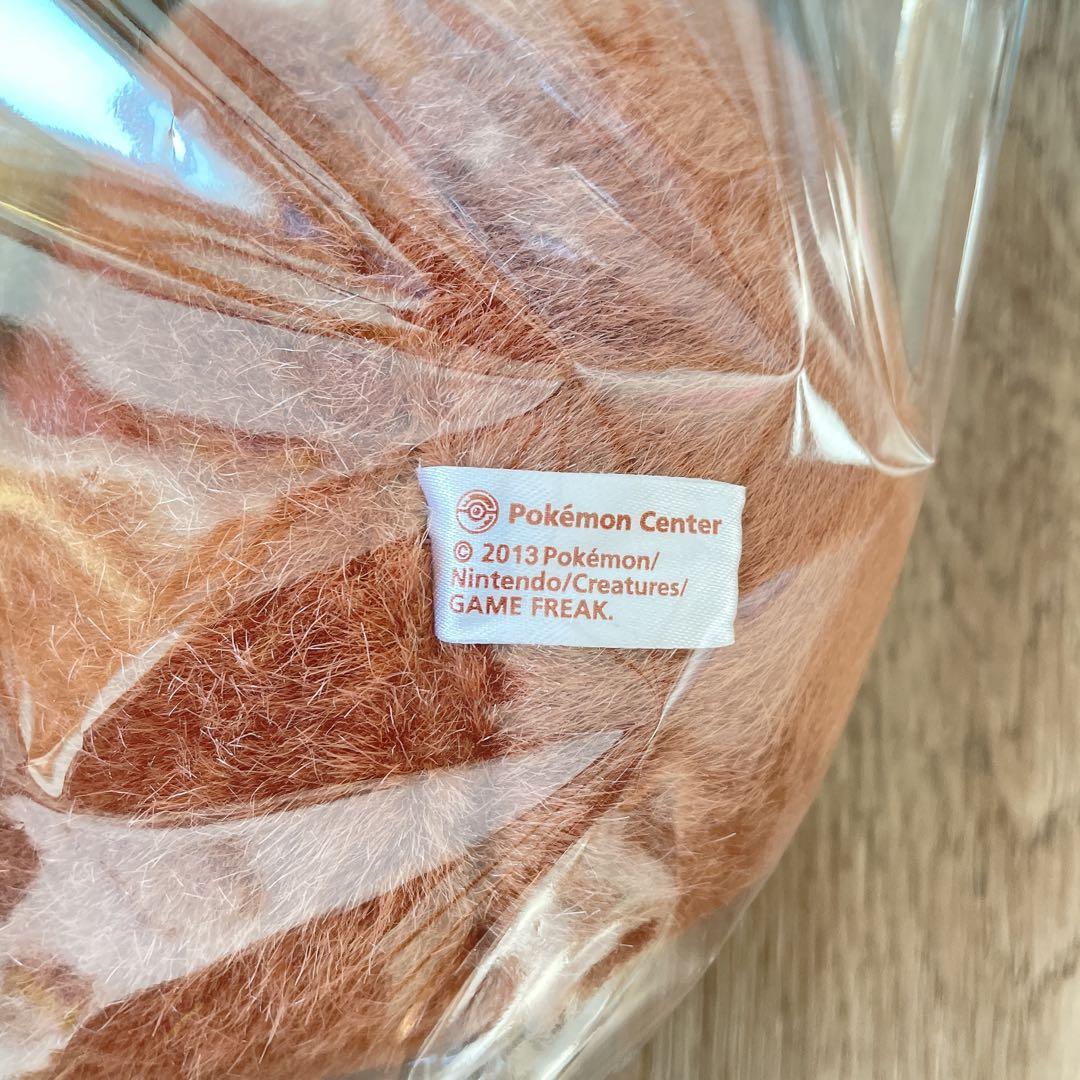 Pokémon Center
© 2013 Pokémon/
Nintendo/Creatures/
GAME FREAK.